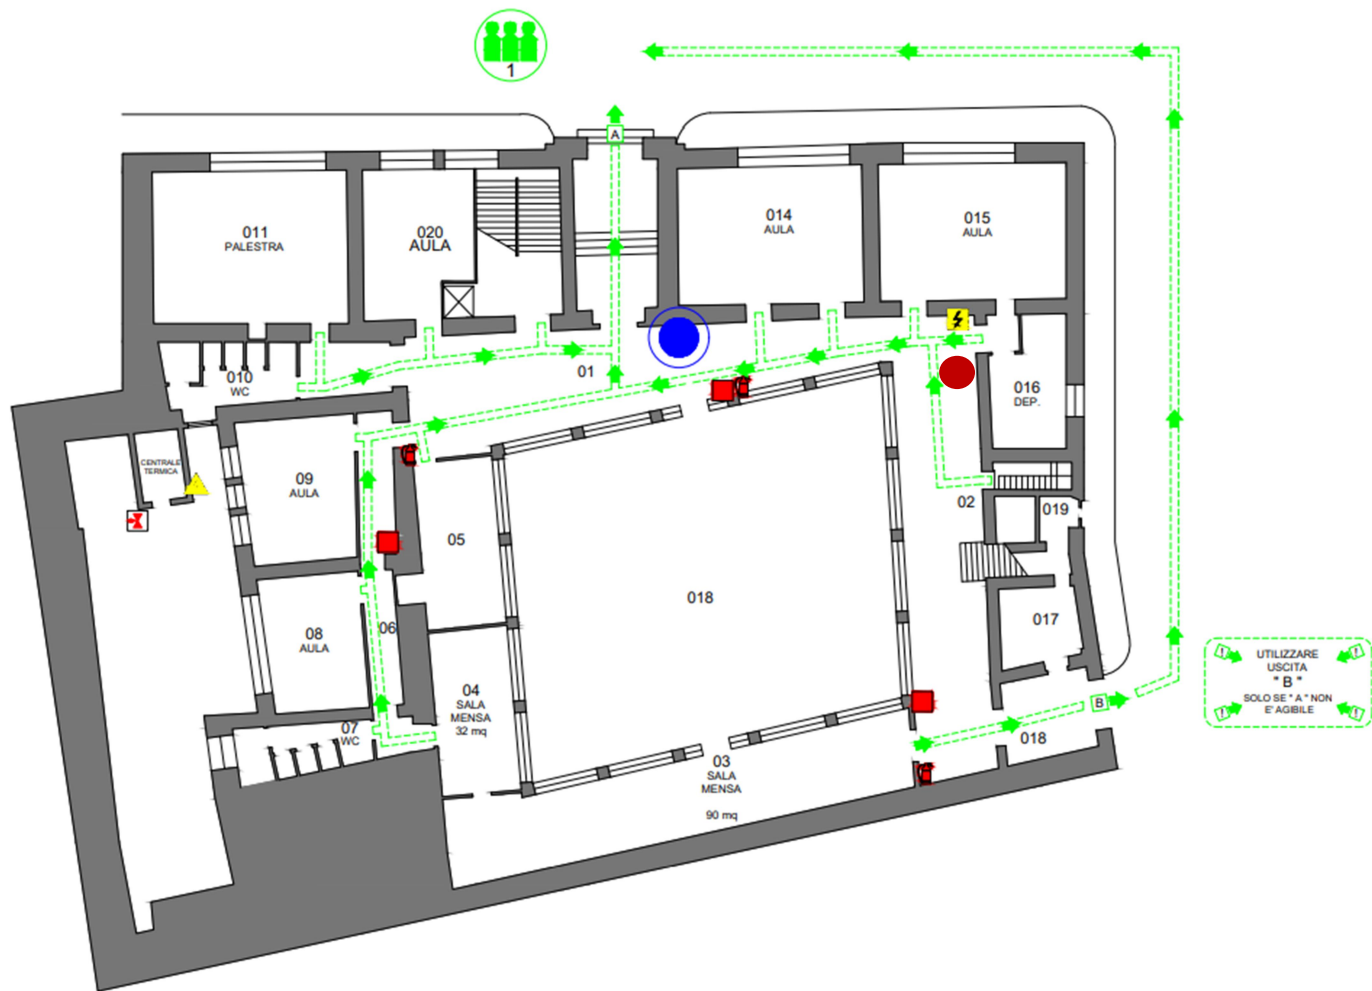 1
A
011
PALESTRA
020
AULA
014
AULA
015
AULA
010
WC
01
016
DEP.
CENTRALE
TERMICA
09
AULA
05
02
019
018
08
AULA
06
017
04
SALA
MENSA
32 mq
07
WC
03
SALA
MENSA
90 mq
018
B
! !
UTILIZZARE
USCITA
" B "
SOLO SE " A " NON
E' AGIBILE
! !